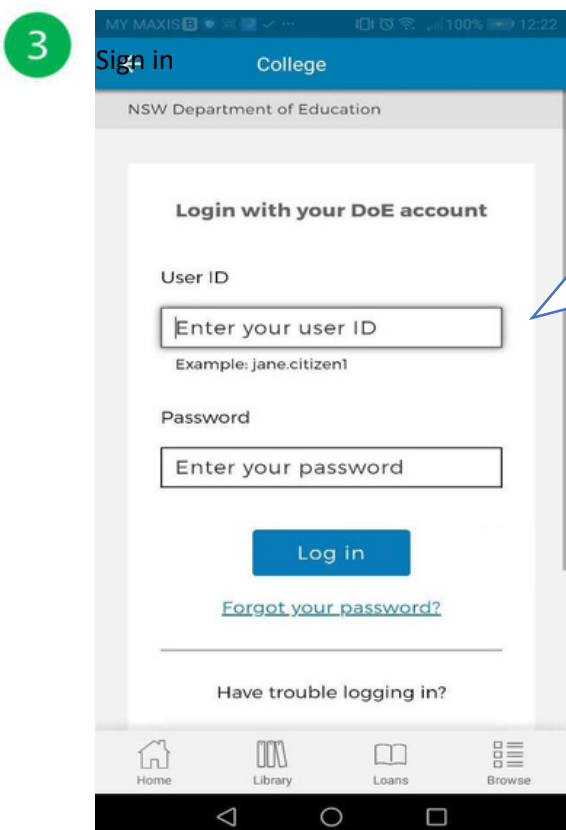 3
MY MAXIS B 100% 12:22
Sign in
College
NSW Department of Education
Login with your DoE account
User ID
Enter your user ID
Example: jane.citizen1
Password
Enter your password
Log in
Forgot your password?
Have trouble logging in?
Home Library Loans Browse